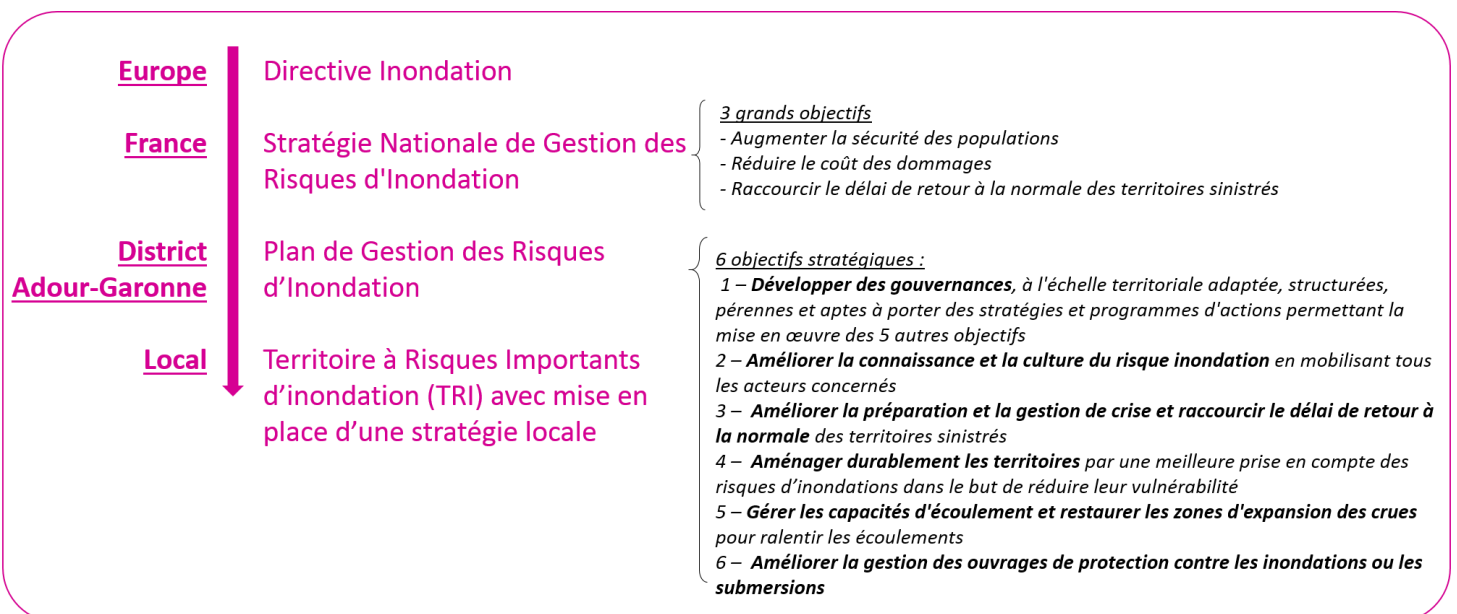 Europe
Directive Inondation
France
Stratégie Nationale de Gestion des
Risques d'Inondation
3 grands objectifs
- Augmenter la sécurité des populations
- Réduire le coût des dommages
- Raccourcir le délai de retour à la normale des territoires sinistrés
District
Adour-Garonne
Plan de Gestion des Risques
d’Inondation
6 objectifs stratégiques :
1 – Développer des gouvernances, à l'échelle territoriale adaptée, structurées,
pérennes et aptes à porter des stratégies et programmes d'actions permettant la
mise en œuvre des 5 autres objectifs
2 – Améliorer la connaissance et la culture du risque inondation en mobilisant tous
les acteurs concernés
3 – Améliorer la préparation et la gestion de crise et raccourcir le délai de retour à
la normale des territoires sinistrés
4 – Aménager durablement les territoires par une meilleure prise en compte des
risques d’inondations dans le but de réduire leur vulnérabilité
5 – Gérer les capacités d'écoulement et restaurer les zones d'expansion des crues
pour ralentir les écoulements
6 – Améliorer la gestion des ouvrages de protection contre les inondations ou les
submersions
Local
Territoire à Risques Importants
d’inondation (TRI) avec mise en
place d’une stratégie locale